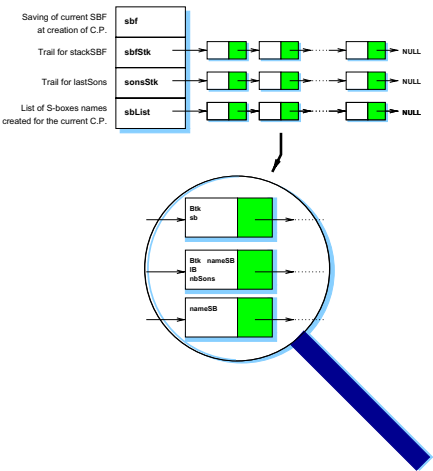 Saving of current SBF
at creation of C.P.
sbf
Trail for stackSBF
sbfStk
NULL
Trail for lastSons
sonsStk
NULL
List of S-boxes names
created for the current C.P.
sbList
NULL
Btk
sb
Btk nameSB
IB
nbSons
nameSB